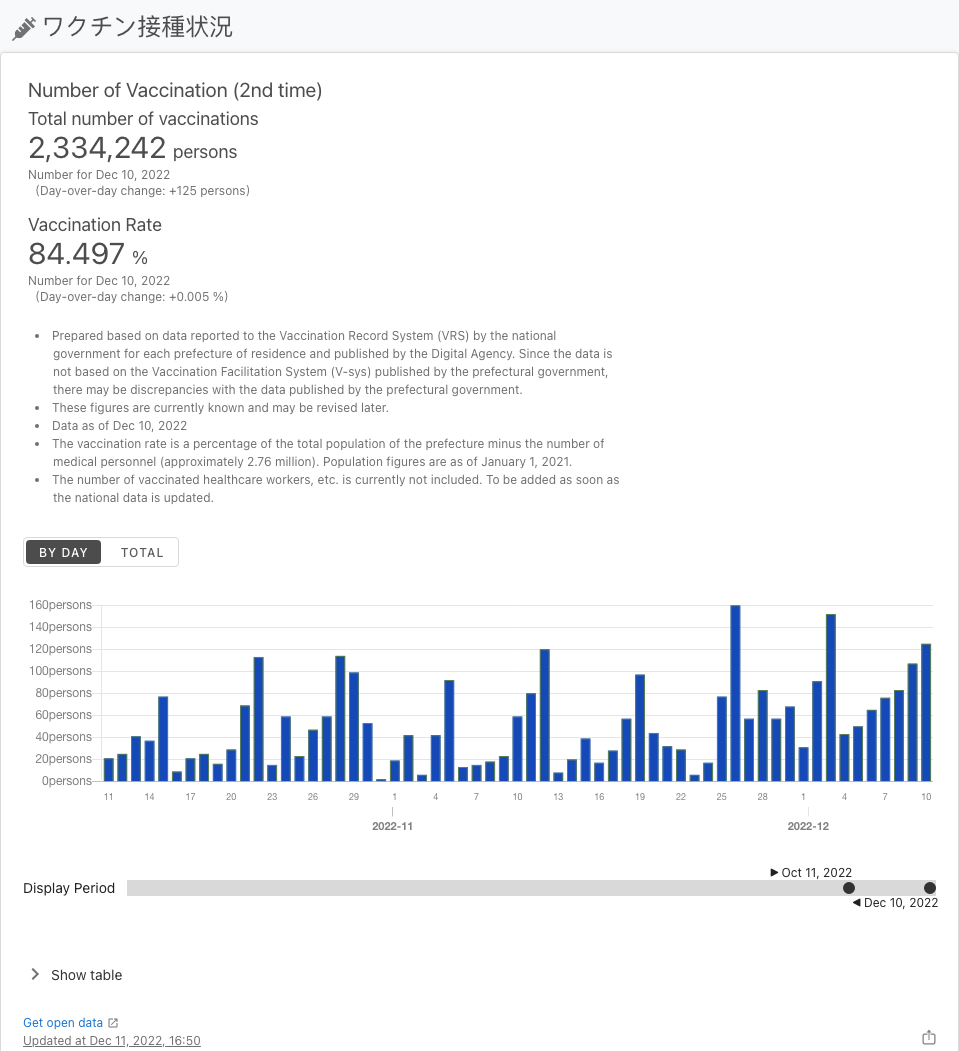 ワクチン接種状況
Number of Vaccination (2nd time)
Total number of vaccinations
2,334,242 persons
Number for Dec 10, 2022
(Day-over-day change: +125 persons)
Vaccination Rate
84.497 %
Number for Dec 10, 2022
(Day-over-day change: +0.005 %)
• Prepared based on data reported to the Vaccination Record System (VRS) by the national
government for each prefecture of residence and published by the Digital Agency. Since the data is
not based on the Vaccination Facilitation System (V-sys) published by the prefectural government,
there may be discrepancies with the data published by the prefectural government.
• These figures are currently known and may be revised later.
• Data as of Dec 10, 2022
• The vaccination rate is a percentage of the total population of the prefecture minus the number of
medical personnel (approximately 2.76 million). Population figures are as of January 1, 2021.
• The number of vaccinated healthcare workers, etc. is currently not included. To be added as soon as
the national data is updated.
BY DAY TOTAL
160persons
140persons
120persons
100persons
80persons
60persons
40persons
20persons
0persons
11 14 17 20 23 26 29 1 4 7 10 13 16 19 22 25 28 1 4 7 10
2022-11 2022-12
Oct 11, 2022
Display Period
Dec 10, 2022
Show table
Get open data
Updated at Dec 11, 2022, 16:50